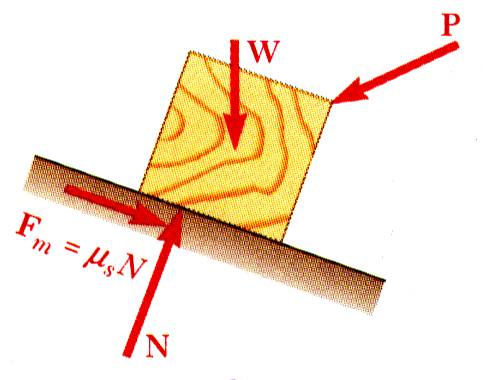 P
W
F_m = μ_s N
N